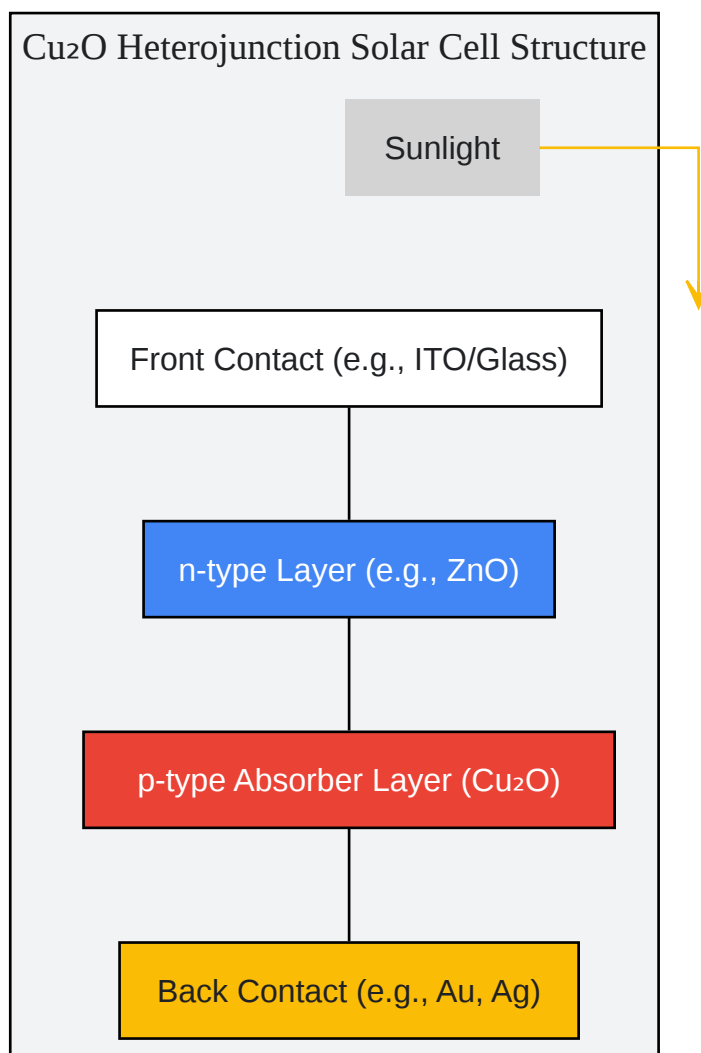 Cu₂O Heterojunction Solar Cell Structure
Sunlight
Front Contact (e.g., ITO/Glass)
n-type Layer (e.g., ZnO)
p-type Absorber Layer (Cu₂O)
Back Contact (e.g., Au, Ag)